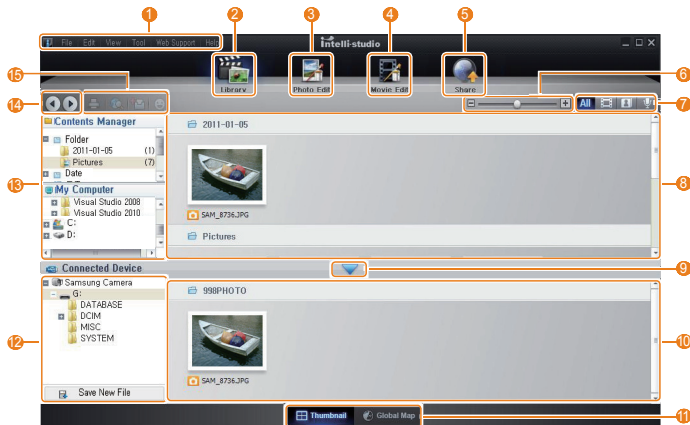 1
2
3
4
5
File Edit View Tool Web Support Help
intelli-studio
Library
Photo Edit
Movie Edit
Share
15
6
14
7
All
Contents Manager
Folder
2011-01-05 (1)
Pictures (7)
Date
2011-01-05
SAM_8736.JPG
Pictures
13
8
My Computer
Visual Studio 2008
Visual Studio 2010
C:
D:
Connected Device
9
Samsung Camera
G:
DATABASE
DCIM
MISC
SYSTEM
998PHOTO
SAM_8736.JPG
12
10
Save New File
Thumbnail
Global Map
11